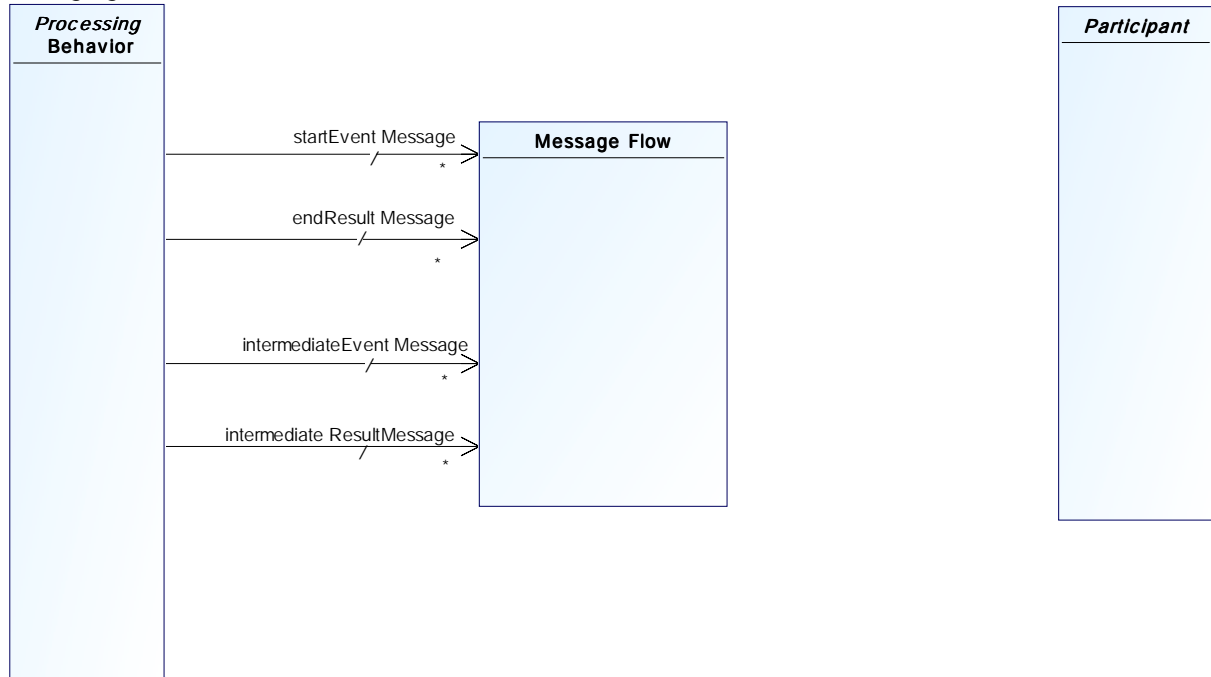 Processing
Behavior
Participant
startEvent Message
*
Message Flow
endResult Message
*
intermediateEvent Message
*
intermediate ResultMessage
*